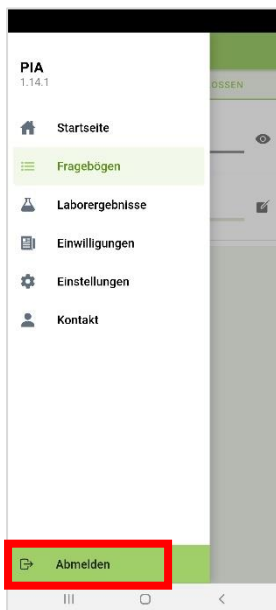 PIA
1.14.1
OSSEN
Startseite
Fragebögen
Laborergebnisse
Einwilligungen
Einstellungen
Kontakt
Abmelden